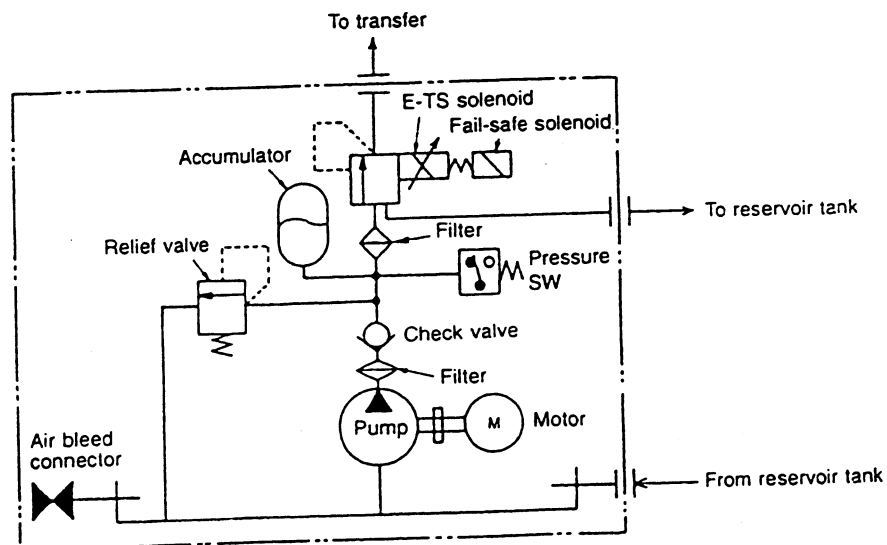 To transfer
E-TS solenoid
Fail-safe solenoid
Accumulator
To reservoir tank
Filter
Relief valve
Pressure
SW
Check valve
Filter
Pump
M
Motor
Air bleed
connector
From reservoir tank